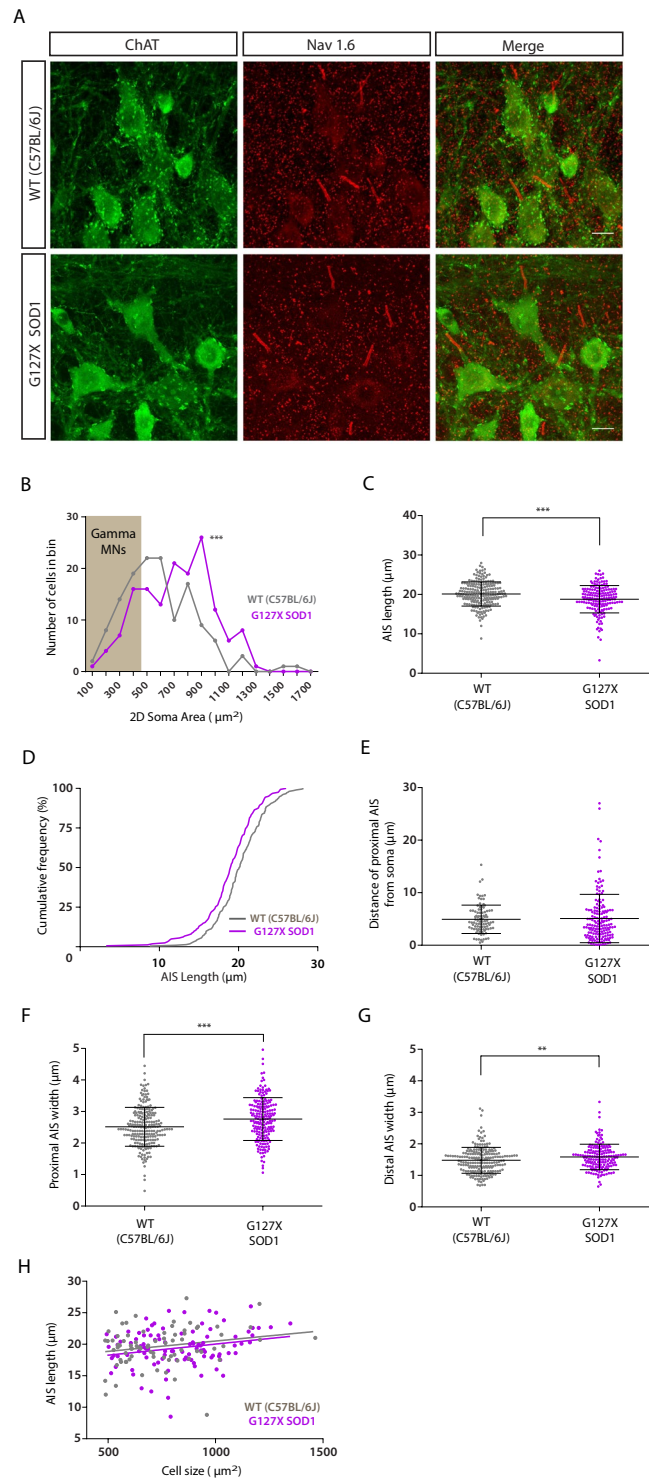 A
ChAT
Nav 1.6
Merge
WT (C57BL/6J)
G127X SOD1
B
Number of cells in bin
30
20
10
0
Gamma
MNs
***
WT (C57BL/6J)
G127X SOD1
100
300
500
700
900
1100
1300
1500
1700
2D Soma Area ( µm²)
C
AIS length (µm)
40
30
20
10
0
***
WT
(C57BL/6J)
G127X
SOD1
D
Cumulative frequency (%)
100
75
50
25
WT (C57BL/6J)
G127X SOD1
10
20
30
AIS Length (µm)
E
Distance of proximal AIS
from soma (µm)
30
20
10
0
WT
(C57BL/6J)
G127X
SOD1
F
Proximal AIS width (µm)
5
4
3
2
1
0
***
WT
(C57BL/6J)
G127X
SOD1
G
Distal AIS width (µm)
5
4
3
2
1
0
**
WT
(C57BL/6J)
G127X
SOD1
H
AIS length (µm)
30
25
20
15
10
5
0
WT (C57BL/6J)
G127X SOD1
500
1000
1500
Cell size ( µm²)